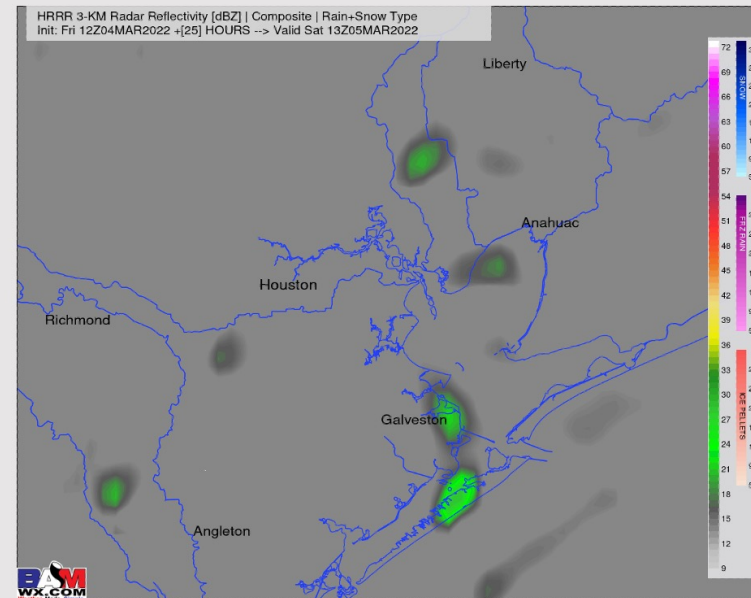 HRRR 3-KM Radar Reflectivity [dBZ] | Composite | Rain+Snow Type
Init: Fri 12Z04MAR2022 +[25] HOURS --> Valid Sat 13Z05MAR2022
Liberty
Anahuac
Houston
Richmond
Galveston
Angleton
72
69
66
63
60
57
54
51
48
45
42
39
36
33
30
27
24
21
18
15
12
9
SNOW
FRZ RAIN
ICE PELLETS
BAM
WX.COM